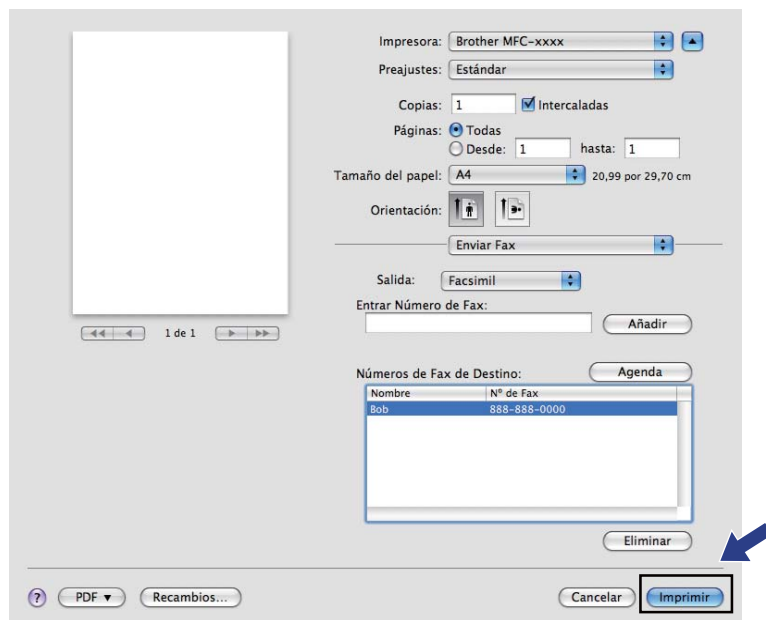 Impresora: Brother MFC-xxxx
Preajustes: Estándar
Copias: 1 Intercaladas
Páginas: Todas
Desde: 1 hasta: 1
Tamaño del papel: A4 20,99 por 29,70 cm
Orientación:
Enviar Fax
Salida: Facsimil
Entrar Número de Fax:
Añadir
1 de 1
Números de Fax de Destino: Agenda
Nombre Nº de Fax
Bob 888-888-0000
Eliminar
? PDF Recambios... Cancelar Imprimir